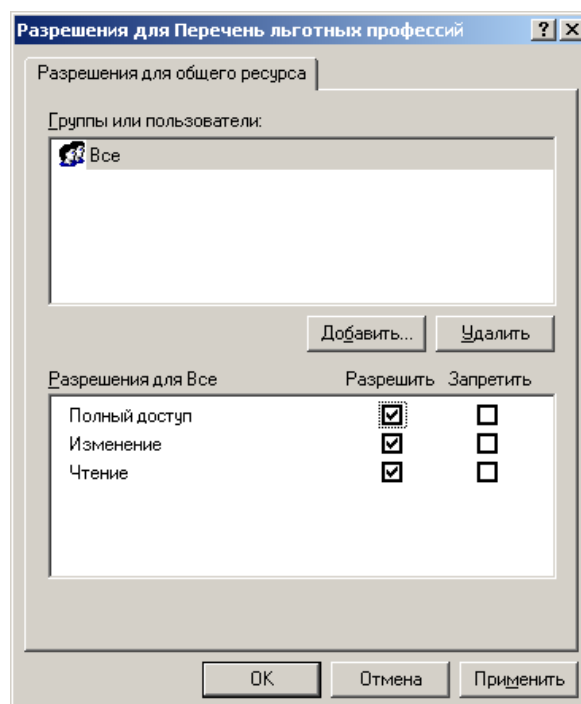 Разрешения для Перечень льготных профессий
Разрешения для общего ресурса
Группы или пользователи:
Все
Добавить... Удалить
Разрешения для Все Разрешить Запретить
Полный доступ
Изменение
Чтение
OK Отмена Применить